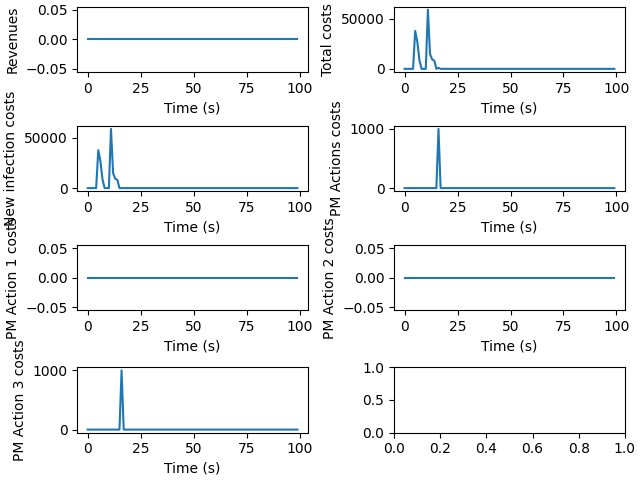 Revenues
0.05
0.00
−0.05
0 25 50 75 100
Time (s)
Total costs
50000
0
0 25 50 75 100
Time (s)
New infection costs
50000
0
0 25 50 75 100
Time (s)
PM Actions costs
1000
0
0 25 50 75 100
Time (s)
PM Action 1 costs
0.05
0.00
−0.05
0 25 50 75 100
Time (s)
PM Action 2 costs
0.05
0.00
−0.05
0 25 50 75 100
Time (s)
PM Action 3 costs
1000
0
0 25 50 75 100
Time (s)
1.0
0.5
0.0
0.0 0.2 0.4 0.6 0.8 1.0